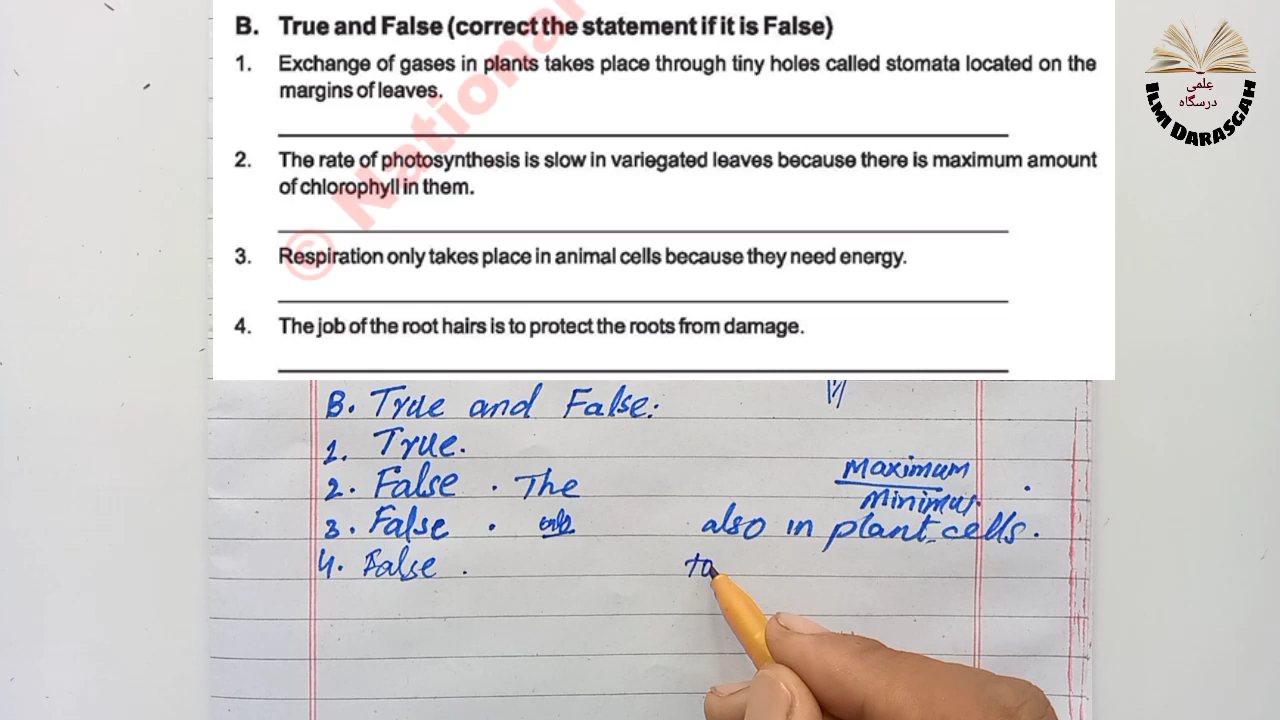 B. True and False (correct the statement if it is False)
1. Exchange of gases in plants takes place through tiny holes called stomata located on the
margins of leaves.
2. The rate of photosynthesis is slow in variegated leaves because there is maximum amount
of chlorophyll in them.
3. Respiration only takes place in animal cells because they need energy.
4. The job of the root hairs is to protect the roots from damage.
© National
علمی
درسگاه
ILMI DARASGAH
B. True and False:
1. True.
2. False . The Maximum .
Minimum
3. False . only also in plant cells.
4. False . to